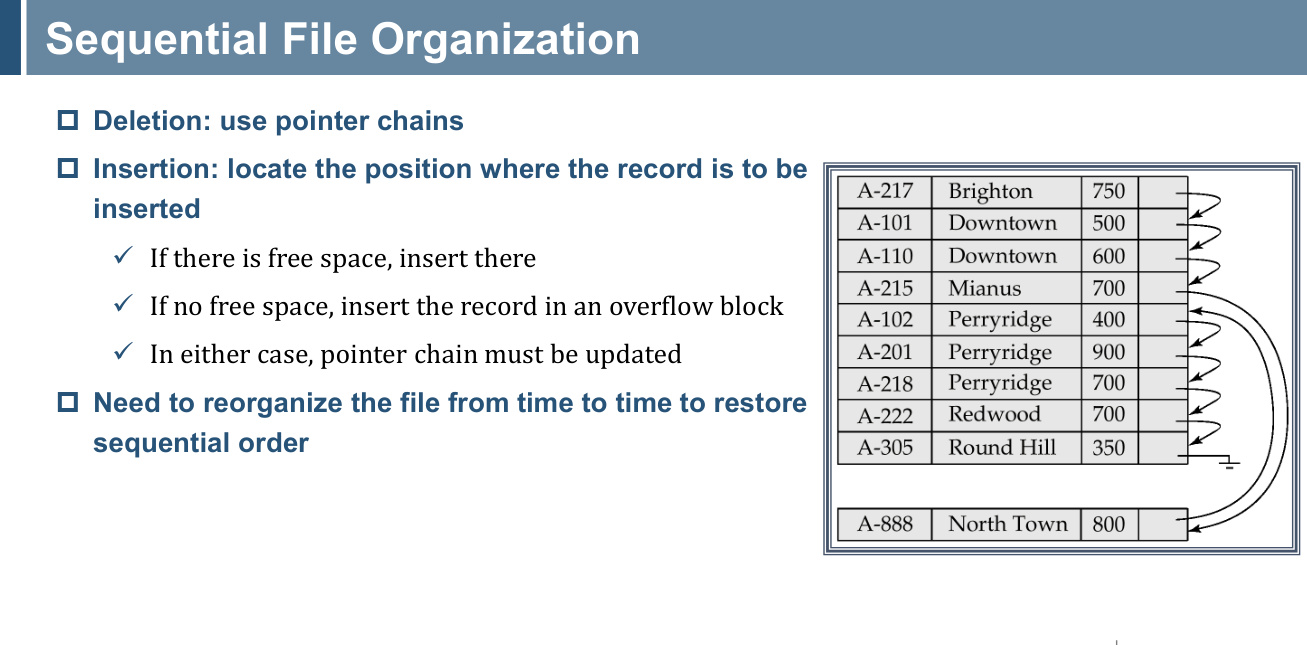 Sequential File Organization
Deletion: use pointer chains
Insertion: locate the position where the record is to be
inserted
If there is free space, insert there
If no free space, insert the record in an overflow block
In either case, pointer chain must be updated
Need to reorganize the file from time to time to restore
sequential order
A-217 Brighton 750
A-101 Downtown 500
A-110 Downtown 600
A-215 Mianus 700
A-102 Perryridge 400
A-201 Perryridge 900
A-218 Perryridge 700
A-222 Redwood 700
A-305 Round Hill 350
A-888 North Town 800